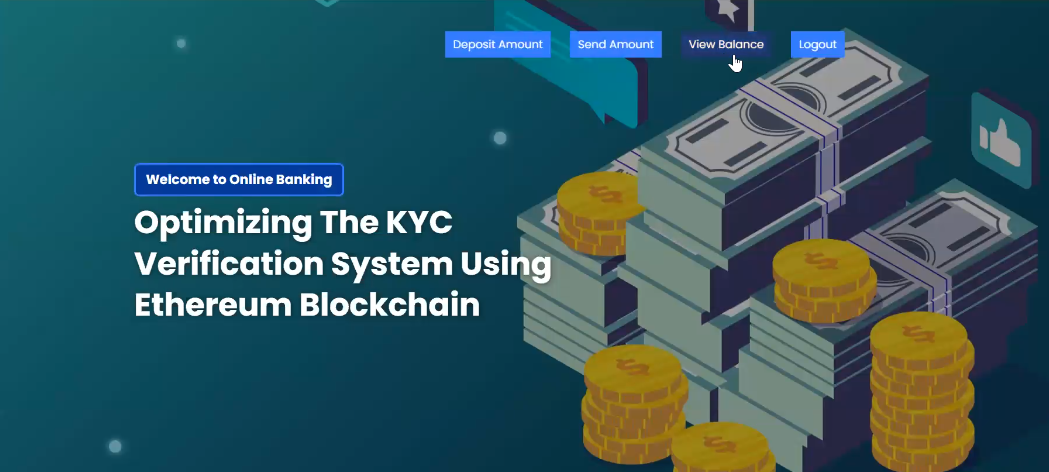 Deposit Amount Send Amount View Balance Logout
Welcome to Online Banking
Optimizing The KYC
Verification System Using
Ethereum Blockchain